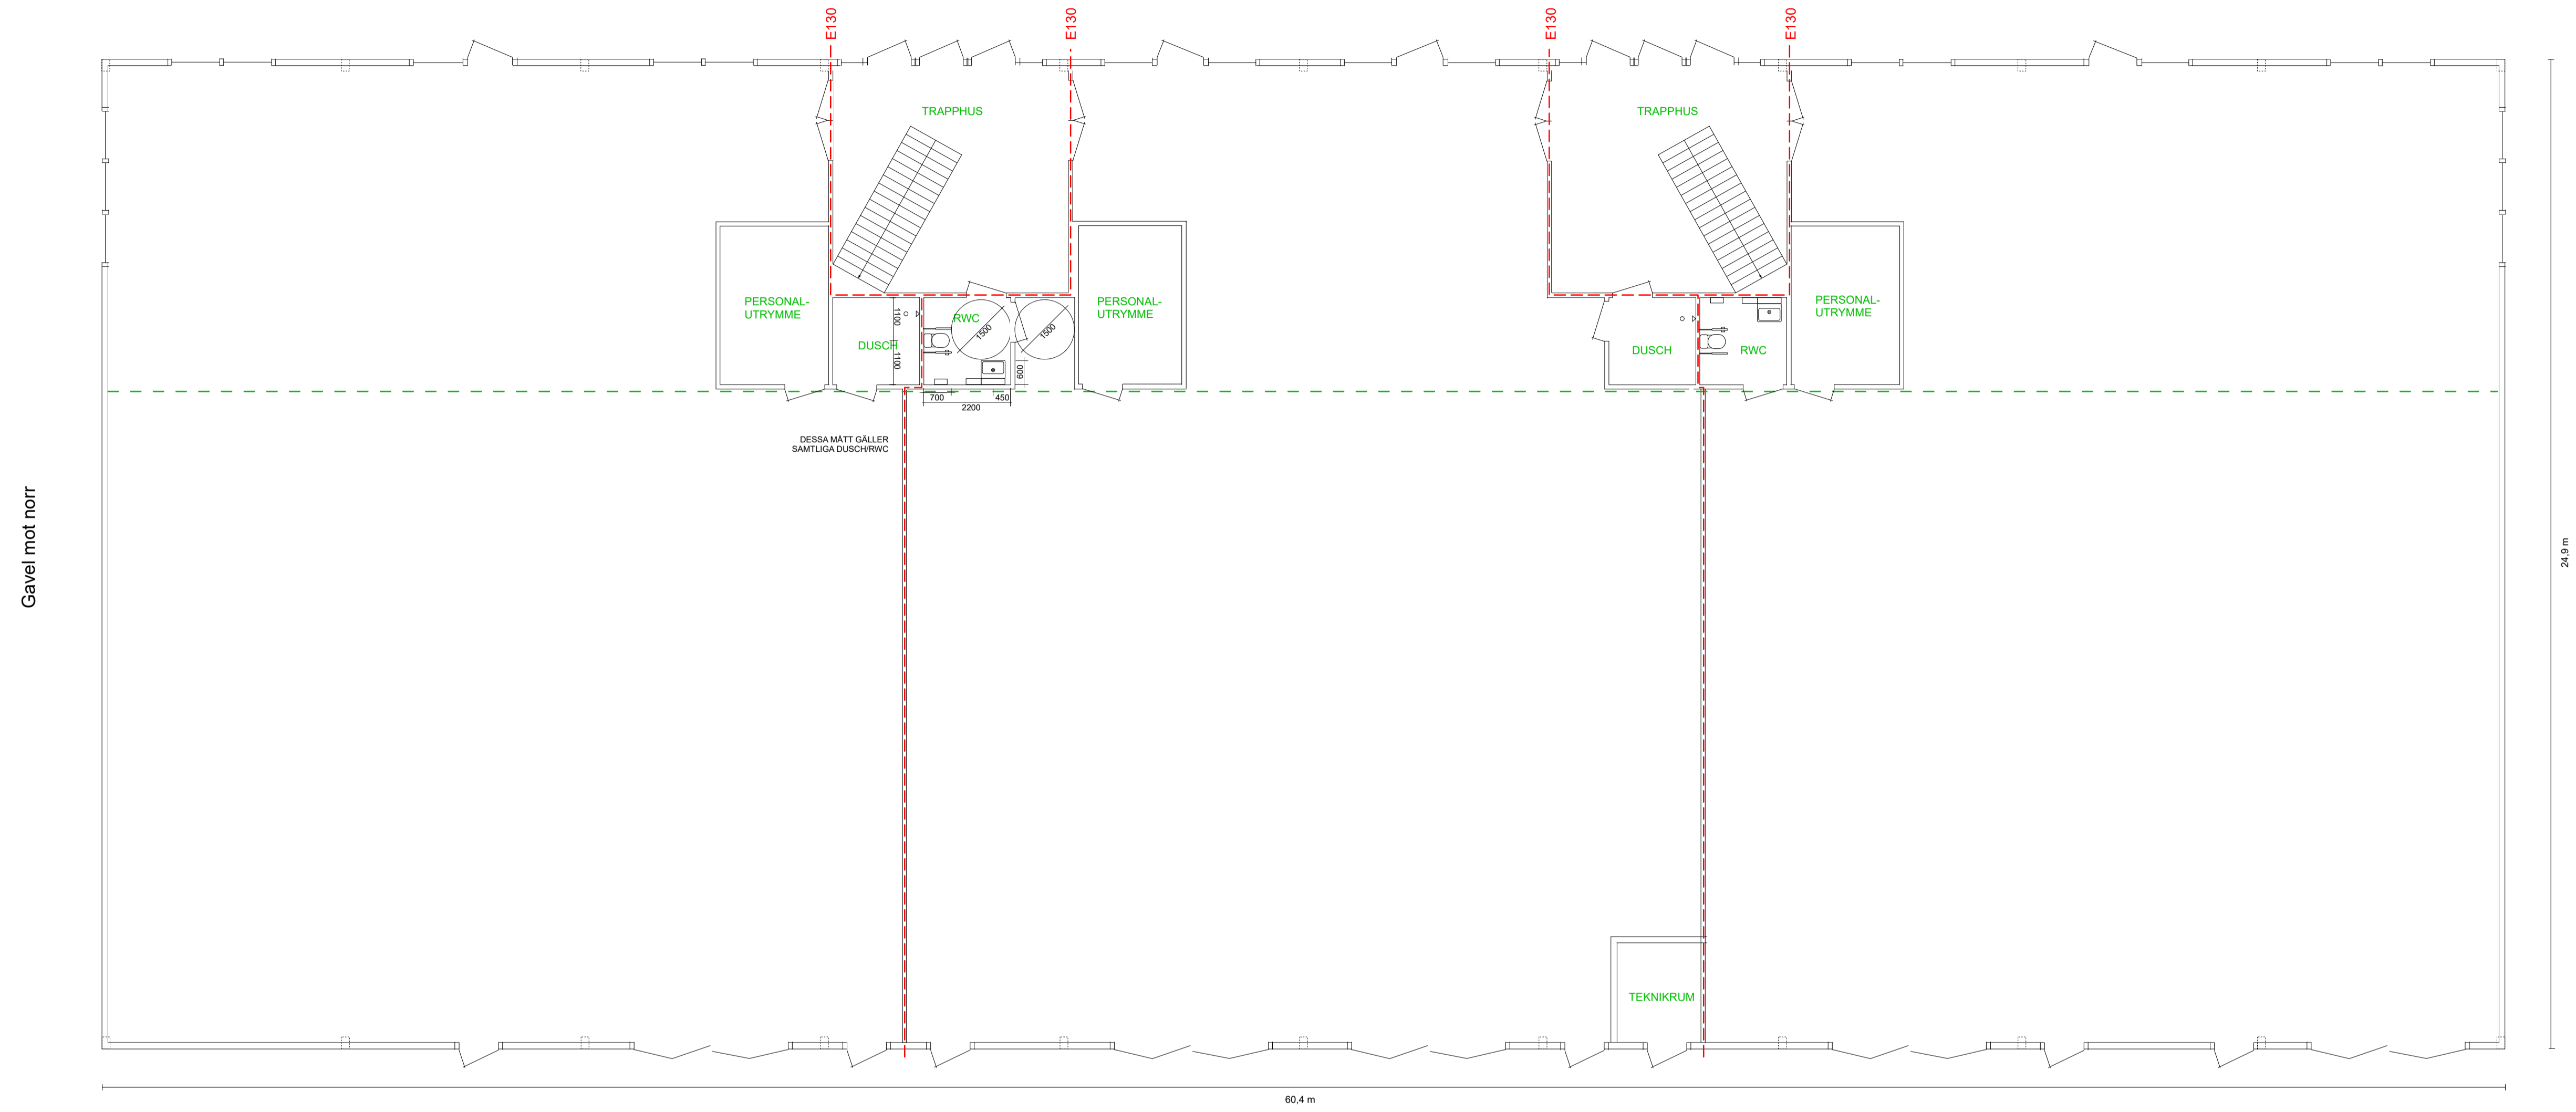 E130
E130
E130
E130
TRAPPHUS
TRAPPHUS
PERSONAL-
UTRYMME
DUSCH
1100
1100
RWC
1500
1500
600
700
450
2200
PERSONAL-
UTRYMME
DUSCH
RWC
PERSONAL-
UTRYMME
DESSA MÅTT GÄLLER
SAMTLIGA DUSCH/RWC
Gavel mot norr
24,9 m
TEKNIKRUM
60,4 m